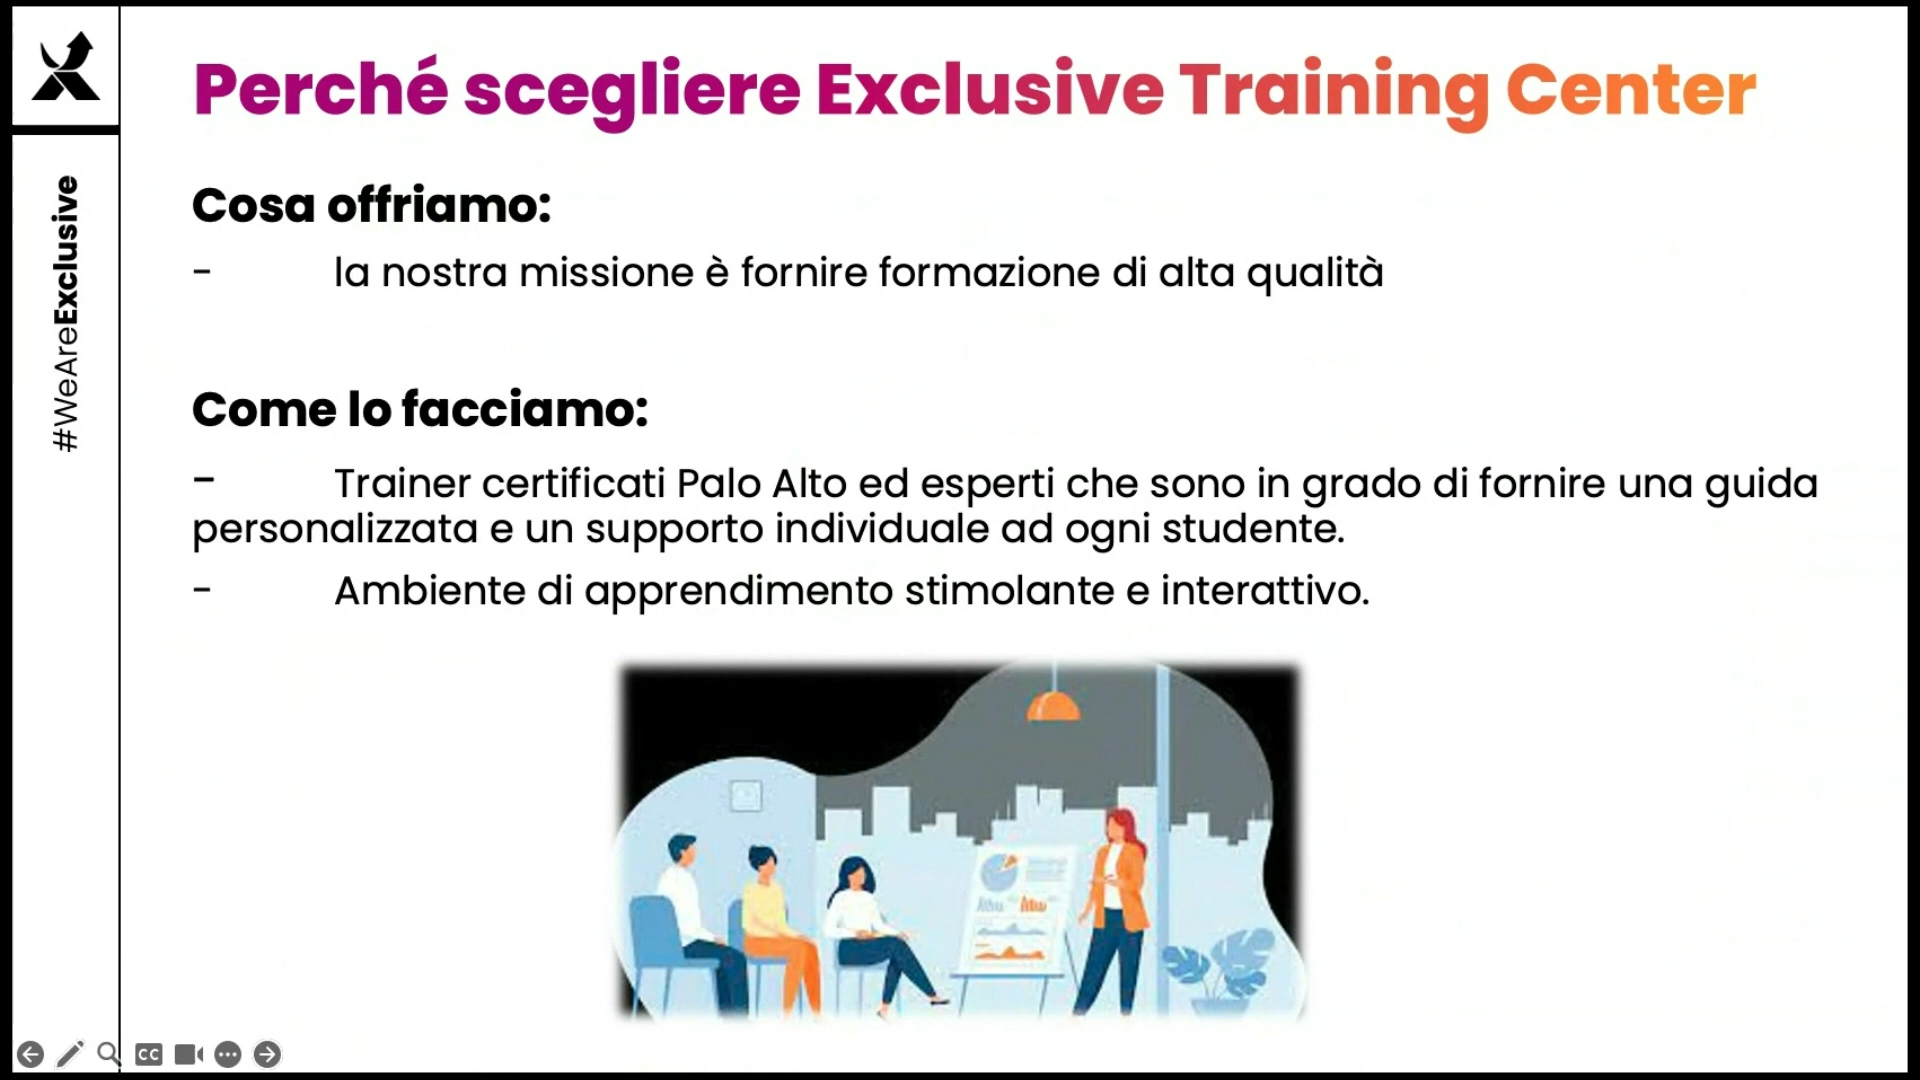 Perché scegliere Exclusive Training Center
#WeAreExclusive
Cosa offriamo:
- la nostra missione è fornire formazione di alta qualità
Come lo facciamo:
- Trainer certificati Palo Alto ed esperti che sono in grado di fornire una guida
personalizzata e un supporto individuale ad ogni studente.
- Ambiente di apprendimento stimolante e interattivo.
CC